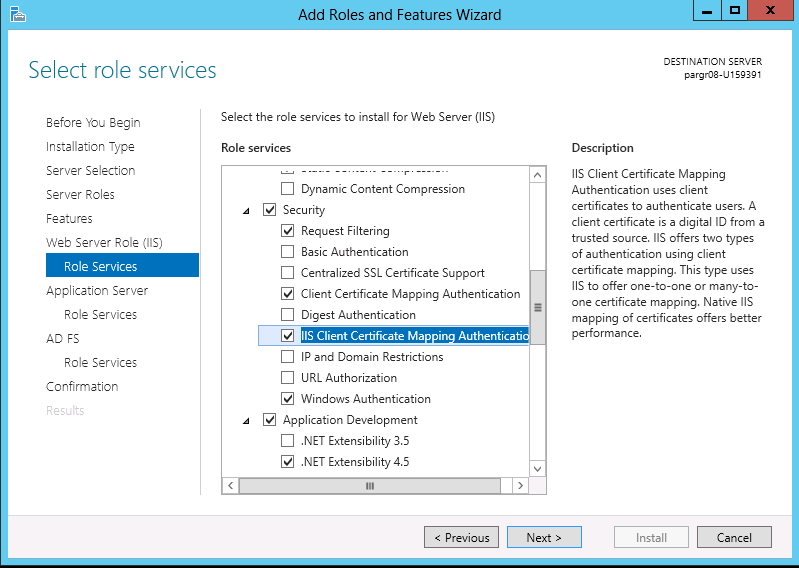 Add Roles and Features Wizard
Select role services
DESTINATION SERVER
pargr08-U159391
Before You Begin
Installation Type
Server Selection
Server Roles
Features
Web Server Role (IIS)
Role Services
Application Server
Role Services
AD FS
Role Services
Confirmation
Results
Select the role services to install for Web Server (IIS)
Role services
Static Content Compression
Dynamic Content Compression
Security
Request Filtering
Basic Authentication
Centralized SSL Certificate Support
Client Certificate Mapping Authentication
Digest Authentication
IIS Client Certificate Mapping Authenticatio
IP and Domain Restrictions
URL Authorization
Windows Authentication
Application Development
.NET Extensibility 3.5
.NET Extensibility 4.5
Description
IIS Client Certificate Mapping
Authentication uses client
certificates to authenticate users. A
client certificate is a digital ID from a
trusted source. IIS offers two types
of authentication using client
certificate mapping. This type uses
IIS to offer one-to-one or many-to-
one certificate mapping. Native IIS
mapping of certificates offers better
performance.
< Previous
Next >
Install
Cancel